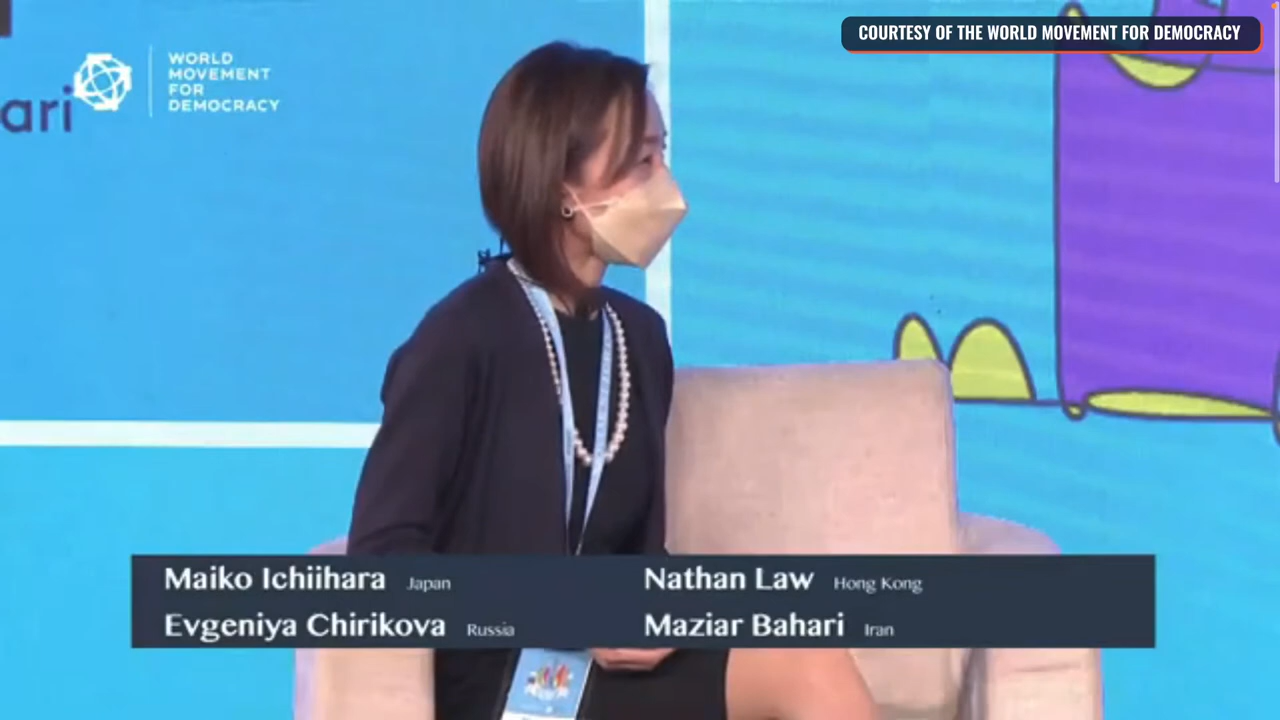 COURTESY OF THE WORLD MOVEMENT FOR DEMOCRACY
WORLD
MOVEMENT
FOR
DEMOCRACY
ari
Maiko Ichiihara Japan
Nathan Law Hong Kong
Evgeniya Chirikova Russia
Maziar Bahari Iran